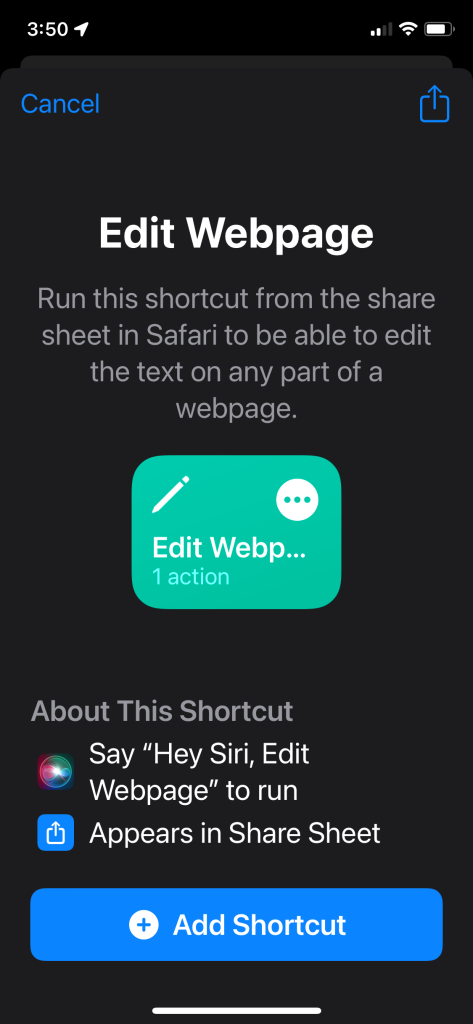 3:50
Cancel
Edit Webpage
Run this shortcut from the share
sheet in Safari to be able to edit
the text on any part of a
webpage.
Edit Webp...
1 action
About This Shortcut
Say “Hey Siri, Edit
Webpage” to run
Appears in Share Sheet
Add Shortcut